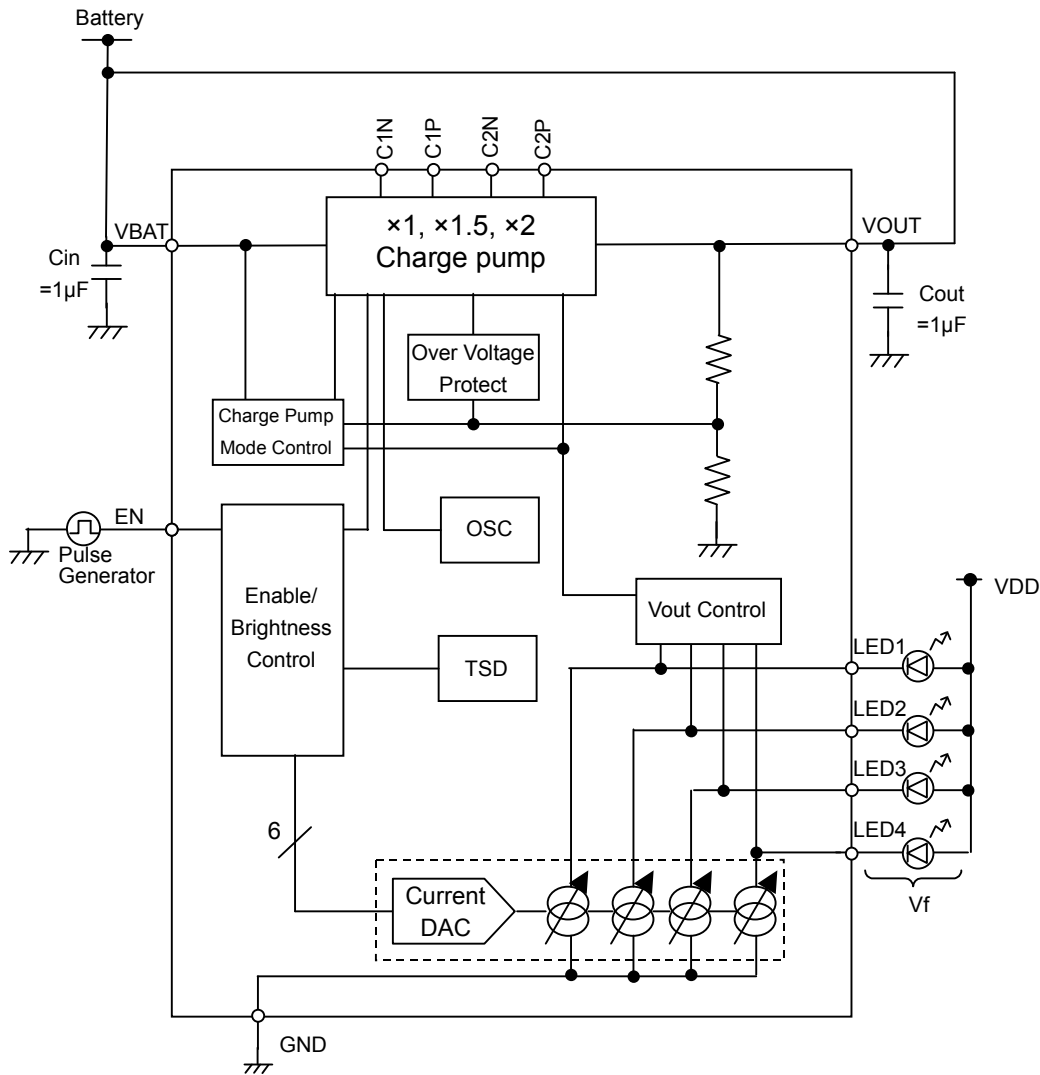 Battery
C1N
C1P
C2N
C2P
VBAT
×1, ×1.5, ×2
Charge pump
VOUT
Cin
=1µF
Cout
=1µF
Over Voltage
Protect
Charge Pump
Mode Control
EN
Pulse
Generator
OSC
Enable/
Brightness
Control
Vout Control
VDD
TSD
LED1
LED2
LED3
LED4
6
Current
DAC
Vf
GND